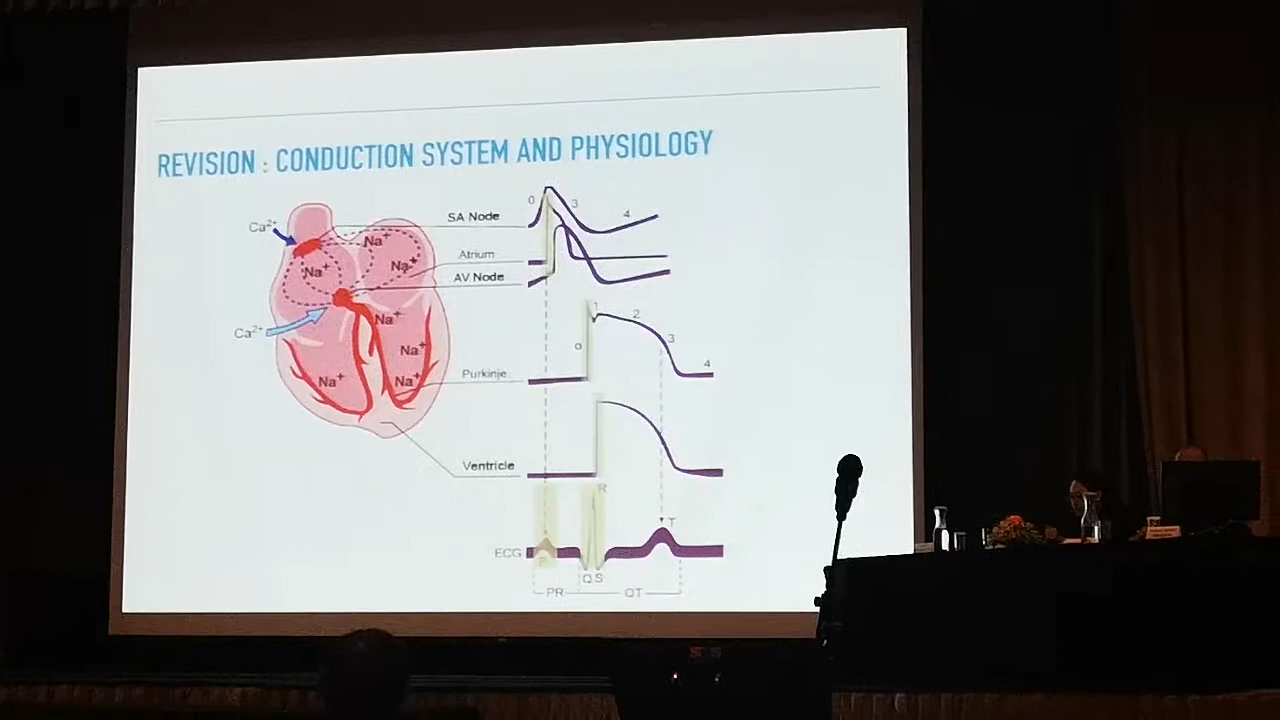 REVISION : CONDUCTION SYSTEM AND PHYSIOLOGY
Ca²⁺
Na⁺
Na⁺
Na⁺
Ca²⁺
Na⁺
Na⁺
Na⁺
Na⁺
SA Node
Atrium
AV Node
Purkinje
Ventricle
ECG
0
3
4
1
2
0
3
4
R
P
T
Q S
PR
QT